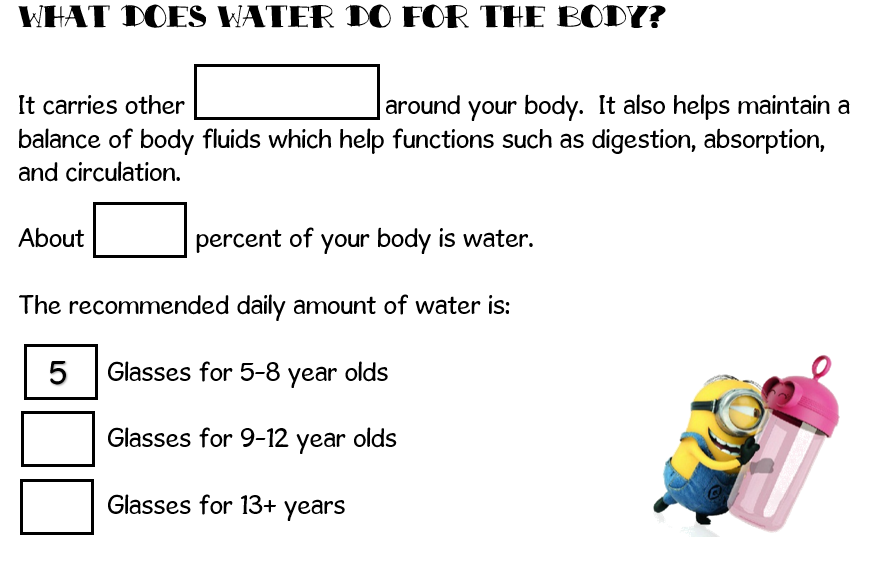 WHAT DOES WATER DO FOR THE BODY?
It carries other around your body. It also helps maintain a
balance of body fluids which help functions such as digestion, absorption,
and circulation.
About percent of your body is water.
The recommended daily amount of water is:
5 Glasses for 5-8 year olds
Glasses for 9-12 year olds
Glasses for 13+ years